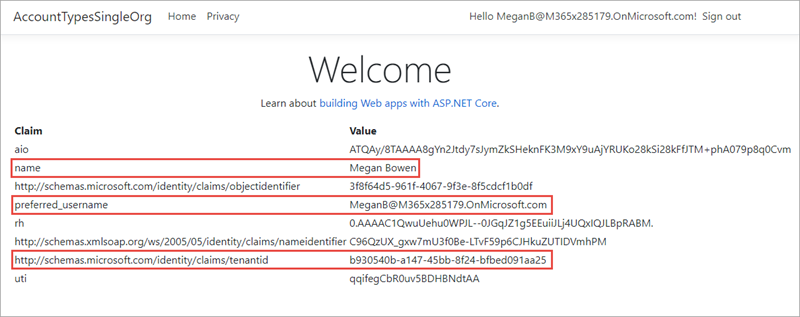 AccountTypesSingleOrg Home Privacy Hello MeganB@M365x285179.OnMicrosoft.com! Sign out
Welcome
Learn about building Web apps with ASP.NET Core.
Claim Value
aio ATQAy/8TAAAA8gYn2Jtdy7sJymZkSHeknFK3M9xY9uAjYRUKo28kSi28kFfJTM+phA079p8q0Cvm
name Megan Bowen
http://schemas.microsoft.com/identity/claims/objectidentifier 3f8f64d5-961f-4067-9f3e-8f5cdcf1b0df
preferred_username MeganB@M365x285179.OnMicrosoft.com
rh 0.AAAAC1QwuUehu0WPJL--0JGqJZ1g5EEuiiJLj4UQxIQJLBpRABM.
http://schemas.xmlsoap.org/ws/2005/05/identity/claims/nameidentifier C96QzUX_gxw7mU3f0Be-LTvF59p6CJHkuZUTIDVmhPM
http://schemas.microsoft.com/identity/claims/tenantid b930540b-a147-45bb-8f24-bfbed091aa25
uti qqifegCbR0uv5BDHBNdtAA